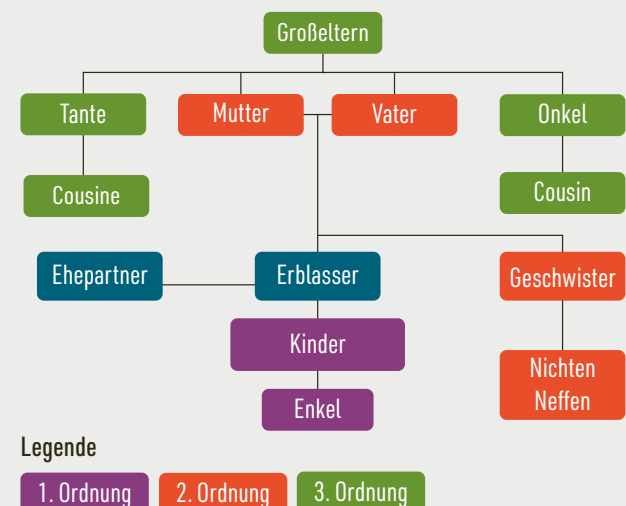 Großeltern
Tante
Mutter
Vater
Onkel
Cousine
Cousin
Ehepartner
Erblasser
Geschwister
Kinder
Nichten
Neffen
Enkel
Legende
1. Ordnung
2. Ordnung
3. Ordnung